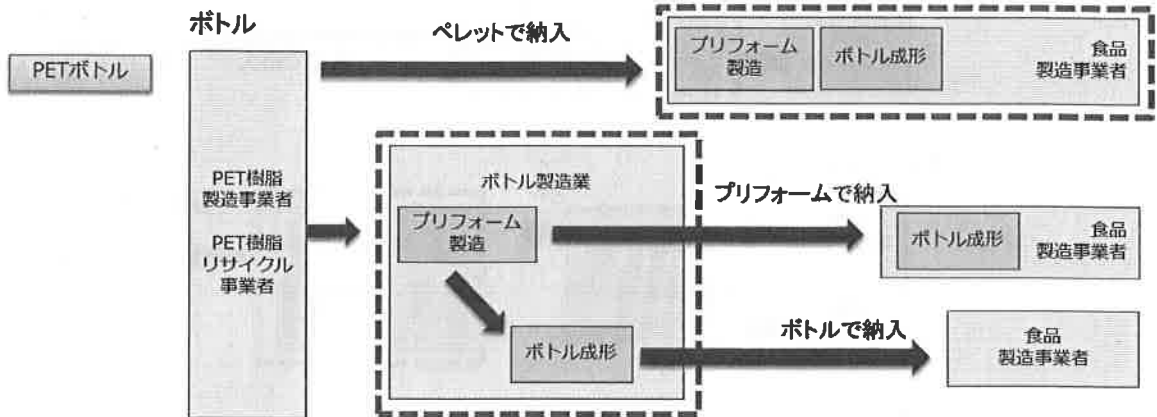 ボトル
PETボトル
ペレットで納入
プリフォーム
製造
ボトル成形
食品
製造事業者
PET樹脂
製造事業者
PET樹脂
リサイクル
事業者
ボトル製造業
プリフォーム
製造
ボトル成形
プリフォームで納入
ボトル成形
食品
製造事業者
ボトルで納入
食品
製造事業者